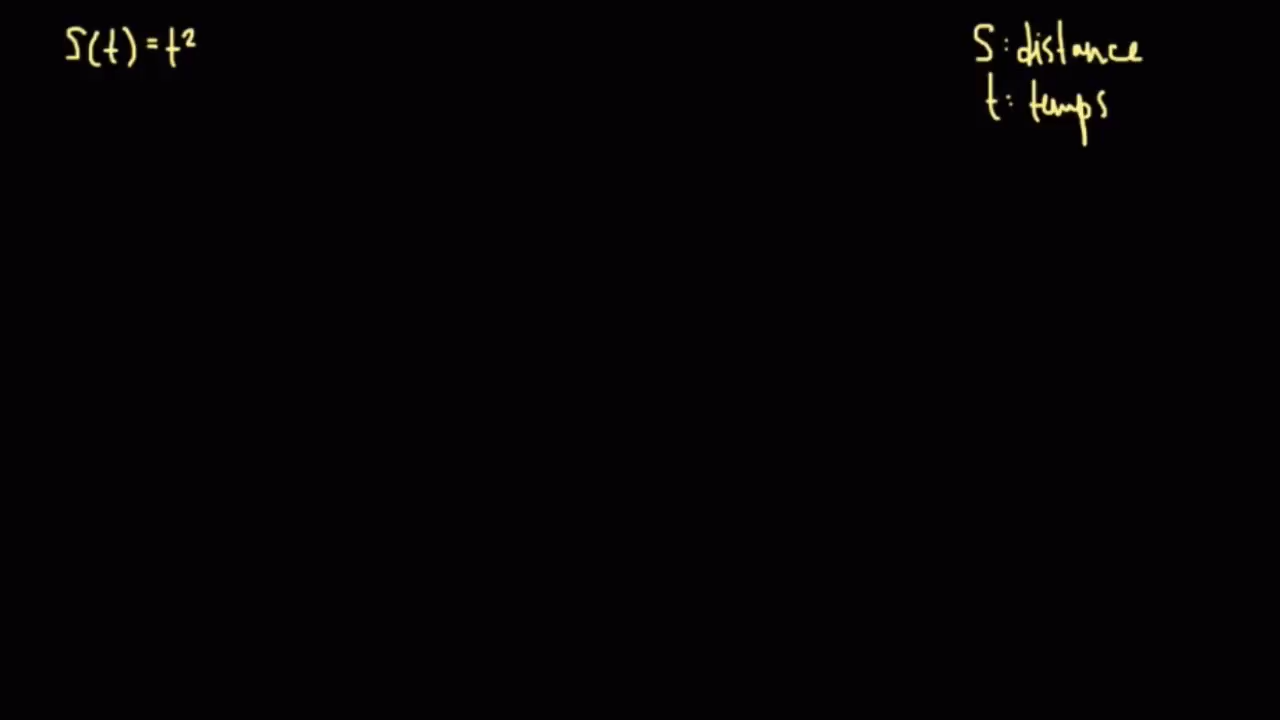 S(t) = t²
S: distance
t: temps